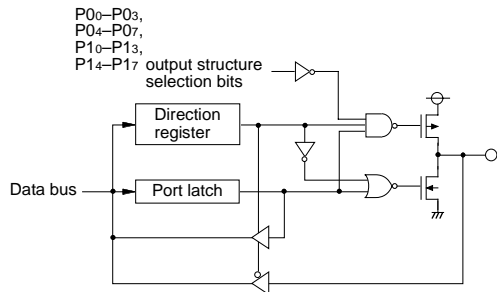 P00–P03,
P04–P07,
P10–P13,
P14–P17 output structure
selection bits
Direction
register
Data bus
Port latch